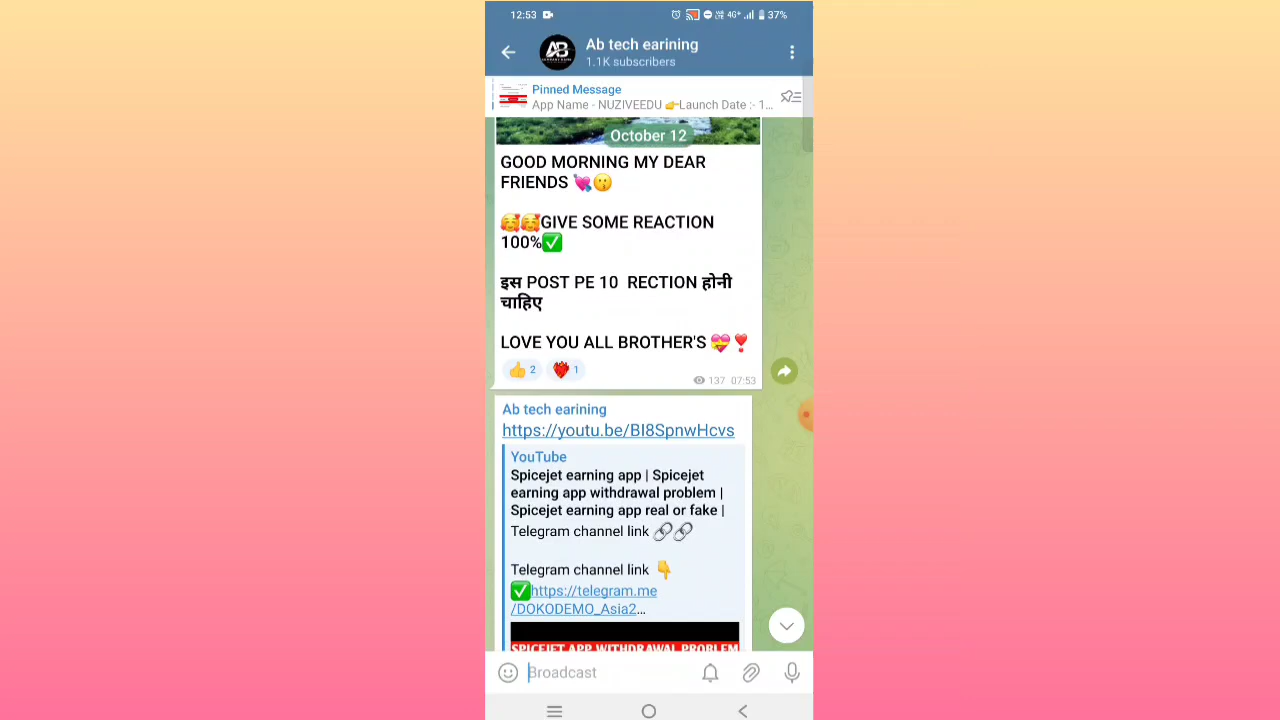 12:53
4G+
37%
Ab tech earining
1.1K subscribers
Pinned Message
App Name - NUZIVEEDU 👉Launch Date :- 1...
October 12
GOOD MORNING MY DEAR
FRIENDS 💘😗
🥰🥰GIVE SOME REACTION
100%✅
इस POST PE 10 RECTION होनी
चाहिए
LOVE YOU ALL BROTHER'S 💝❣️
👍 2 ❤️‍🔥 1
137 07:53
Ab tech earining
https://youtu.be/BI8SpnwHcvs
YouTube
Spicejet earning app | Spicejet
earning app withdrawal problem |
Spicejet earning app real or fake |
Telegram channel link 🔗🔗
Telegram channel link 👇
✅https://telegram.me
/DOKODEMO_Asia2…
SPICEJET APP WITHDRAWAL PROBLEM
Broadcast